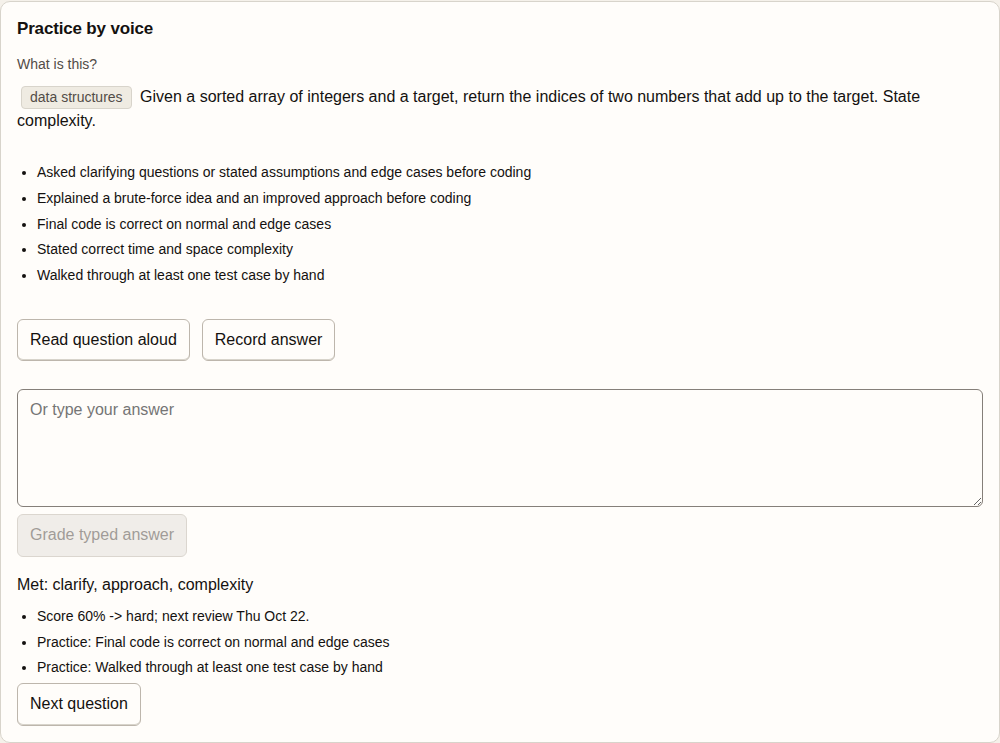 Practice by voice
What is this?
data structures Given a sorted array of integers and a target, return the indices of two numbers that add up to the target. State
complexity.
Asked clarifying questions or stated assumptions and edge cases before coding
Explained a brute-force idea and an improved approach before coding
Final code is correct on normal and edge cases
Stated correct time and space complexity
Walked through at least one test case by hand
Read question aloud Record answer
Or type your answer
Grade typed answer
Met: clarify, approach, complexity
Score 60% -> hard; next review Thu Oct 22.
Practice: Final code is correct on normal and edge cases
Practice: Walked through at least one test case by hand
Next question